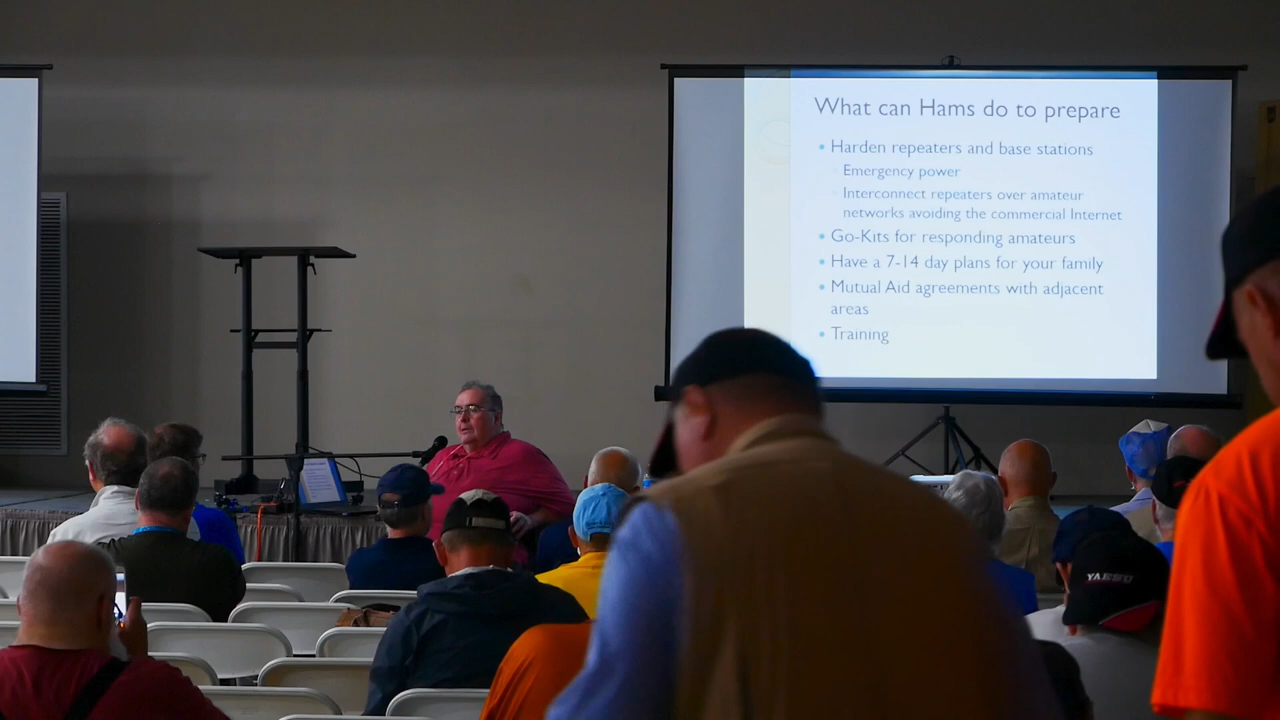 What can Hams do to prepare
• Harden repeaters and base stations
Emergency power
Interconnect repeaters over amateur
networks avoiding the commercial Internet
• Go-Kits for responding amateurs
• Have a 7-14 day plans for your family
• Mutual Aid agreements with adjacent
areas
• Training
YAESU